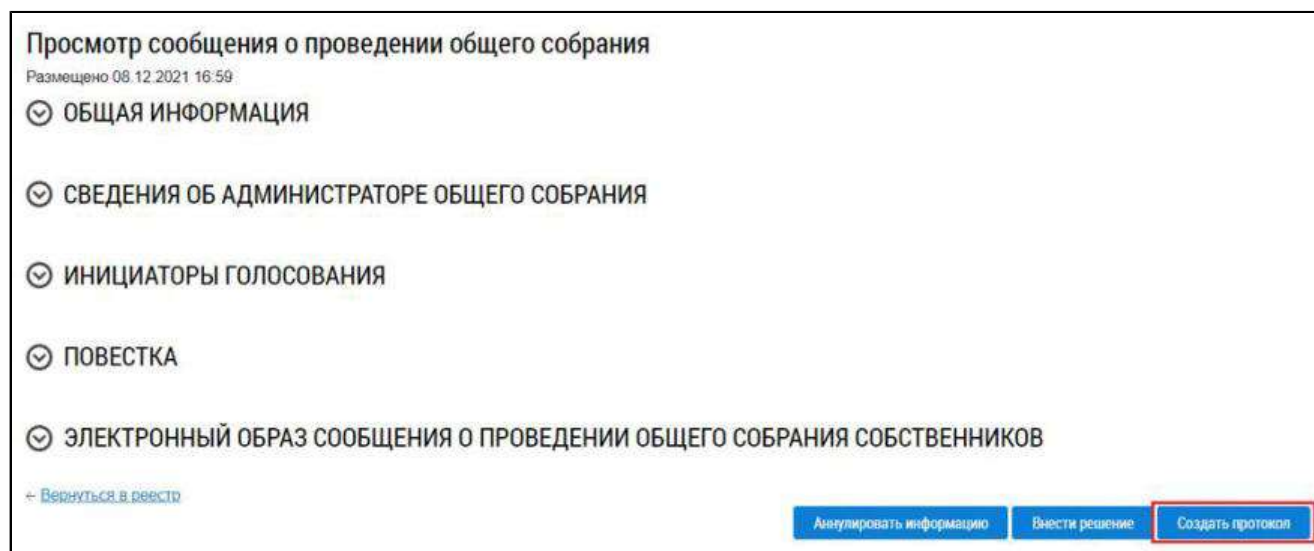 Просмотр сообщения о проведении общего собрания
Размещено 08.12.2021 16:59
ОБЩАЯ ИНФОРМАЦИЯ
СВЕДЕНИЯ ОБ АДМИНИСТРАТОРЕ ОБЩЕГО СОБРАНИЯ
ИНИЦИАТОРЫ ГОЛОСОВАНИЯ
ПОВЕСТКА
ЭЛЕКТРОННЫЙ ОБРАЗ СООБЩЕНИЯ О ПРОВЕДЕНИИ ОБЩЕГО СОБРАНИЯ СОБСТВЕННИКОВ
← Вернуться в реестр
Аннулировать информацию Внести решение Создать протокол